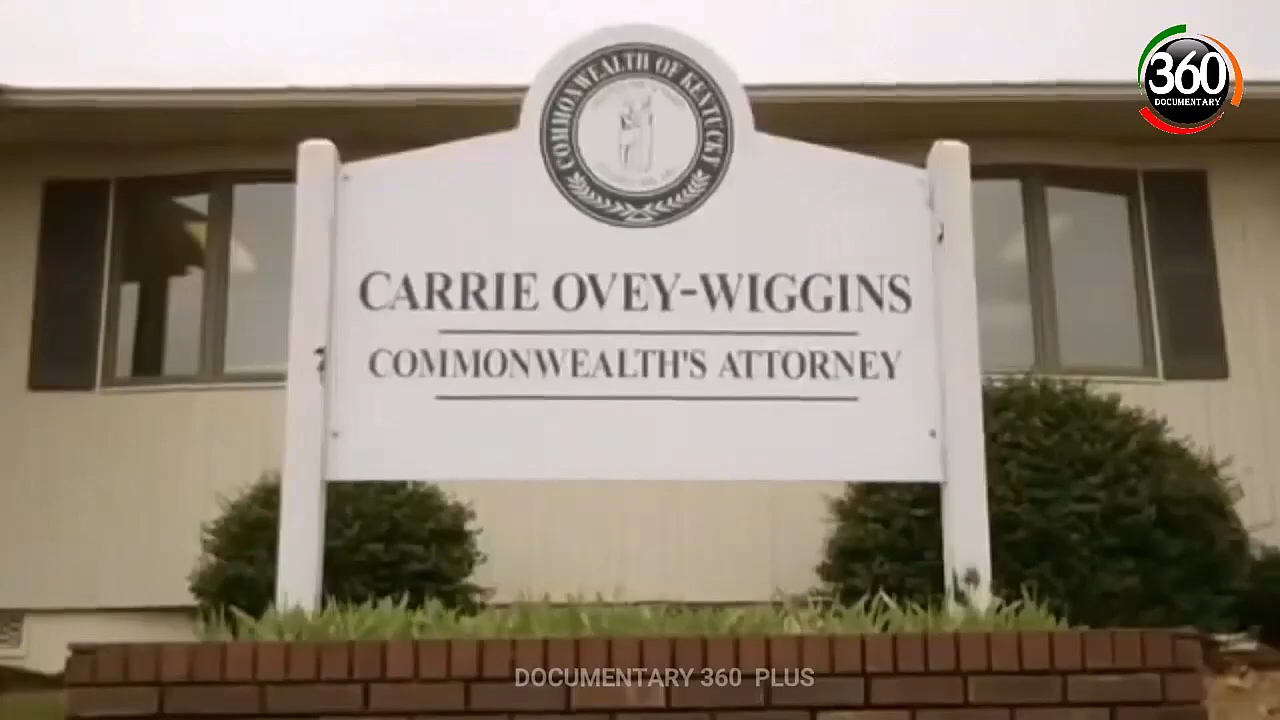 COMMONWEALTH OF KENTUCKY
360
DOCUMENTARY
CARRIE OVEY-WIGGINS
COMMONWEALTH'S ATTORNEY
DOCUMENTARY 360 PLUS